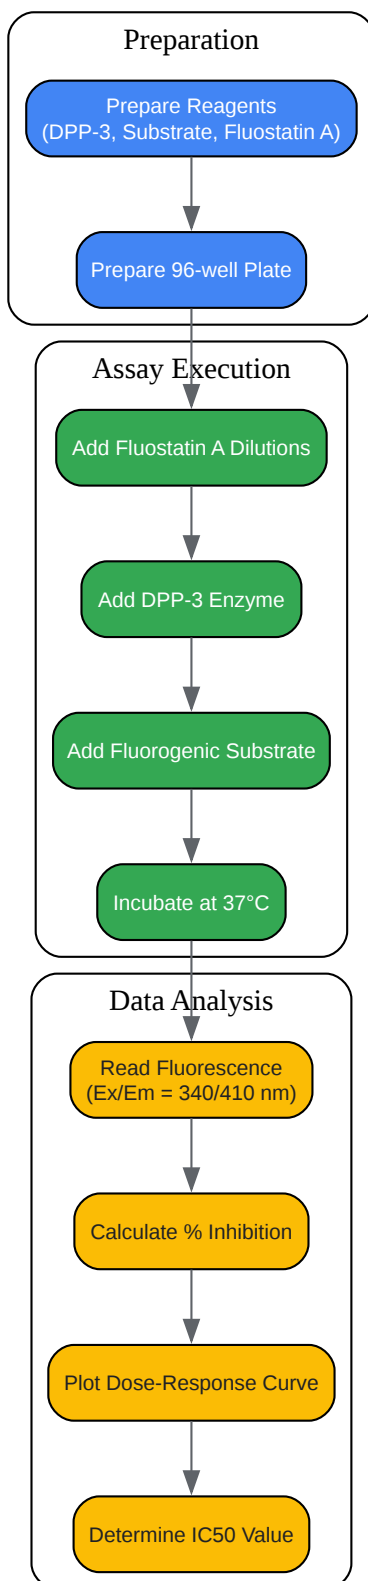 Preparation
Prepare Reagents
(DPP-3, Substrate, Fluostatin A)
Prepare 96-well Plate
Assay Execution
Add Fluostatin A Dilutions
Add DPP-3 Enzyme
Add Fluorogenic Substrate
Incubate at 37°C
Data Analysis
Read Fluorescence
(Ex/Em = 340/410 nm)
Calculate % Inhibition
Plot Dose-Response Curve
Determine IC50 Value